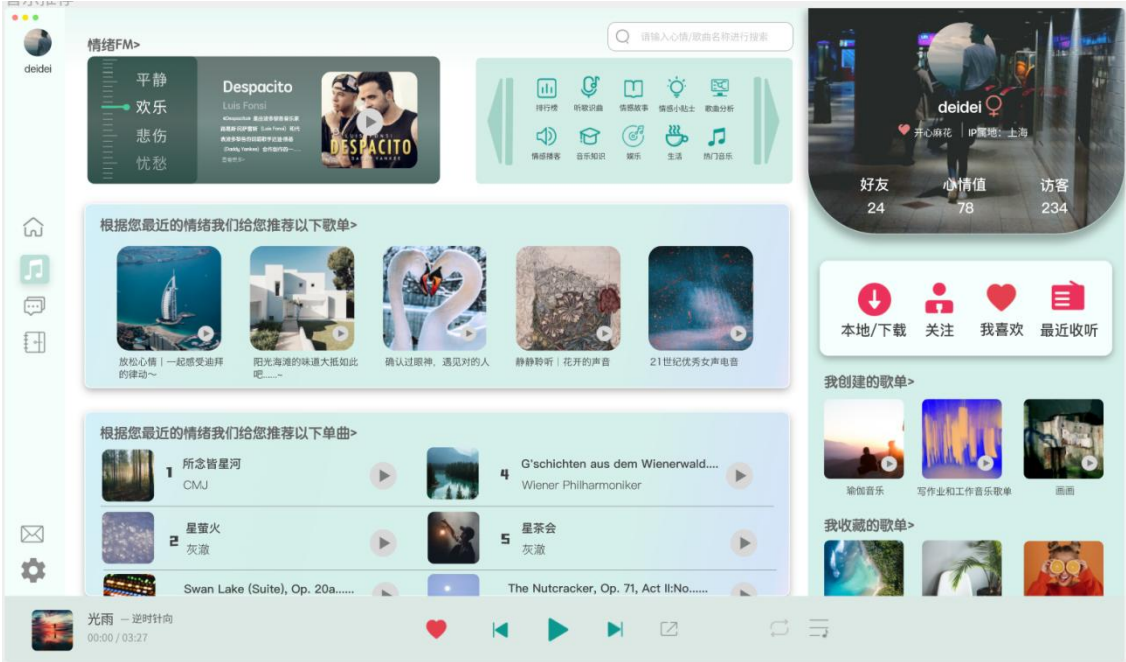 音乐推荐
deidei
情绪FM>
请输入心情/歌曲名称进行搜索
平静
欢乐
悲伤
忧愁
Despacito
Luis Fonsi
LUIS FONSI
DESPACITO
排行榜
听歌识曲
情感故事
情感小贴士
歌曲分析
情感播客
音乐知识
娱乐
生活
热门音乐
deidei
开心麻花
IP属地:上海
好友
心情值
访客
24
78
234
根据您最近的情绪我们给您推荐以下歌单>
放松心情|一起感受迪拜
的律动~
阳光海滩的味道大抵如此
吧......~
确认过眼神,遇见对的人
静静聆听|花开的声音
21世纪优秀女声电音
本地/下载
关注
我喜欢
最近收听
我创建的歌单>
瑜伽音乐
写作业和工作音乐歌单
画画
我收藏的歌单>
根据您最近的情绪我们给您推荐以下单曲>
1
所念皆星河
CMJ
4
G'schichten aus dem Wienerwald....
Wiener Philharmoniker
2
星萤火
灰澈
5
星茶会
灰澈
Swan Lake (Suite), Op. 20a......
The Nutcracker, Op. 71, Act II:No......
光雨 — 逆时针向
00:00 / 03:27